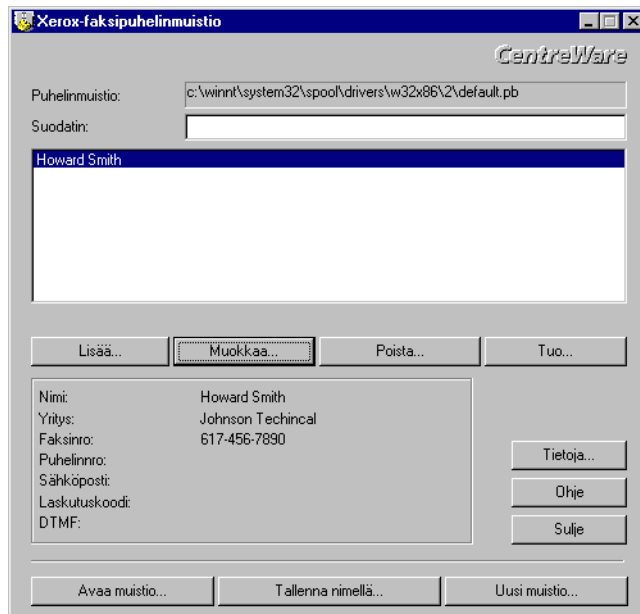 Xerox-faksipuhelinmuistio
CentreWare
Puhelinmuistio: c:\winnt\system32\spool\drivers\w32x86\2\default.pb
Suodatin:
Howard Smith
Lisää... Muokkaa... Poista... Tuo...
Nimi: Howard Smith
Yritys: Johnson Techincal
Faksinro: 617-456-7890
Puhelinnro:
Sähköposti:
Laskutuskoodi:
DTMF:
Tietoja...
Ohje
Sulje
Avaa muistio... Tallenna nimellä... Uusi muistio...